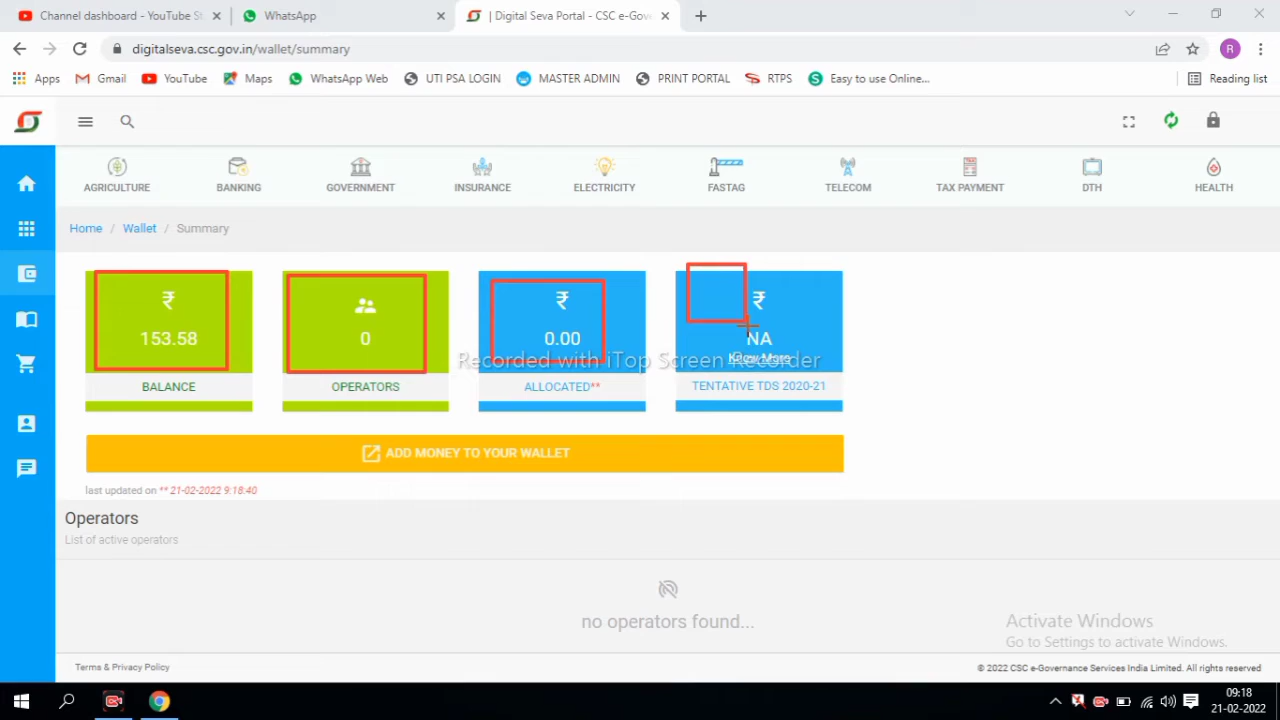 Channel dashboard - YouTube St
WhatsApp
| Digital Seva Portal - CSC e-Gove
digitalseva.csc.gov.in/wallet/summary
R
Apps
Gmail
YouTube
Maps
WhatsApp Web
UTI PSA LOGIN
MASTER ADMIN
PRINT PORTAL
RTPS
Easy to use Online...
Reading list
AGRICULTURE
BANKING
GOVERNMENT
INSURANCE
ELECTRICITY
FASTAG
TELECOM
TAX PAYMENT
DTH
HEALTH
Home / Wallet / Summary
₹
153.58
BALANCE
0
OPERATORS
₹
0.00
ALLOCATED**
₹
NA
Know More
TENTATIVE TDS 2020-21
Recorded with iTop Screen Recorder
ADD MONEY TO YOUR WALLET
last updated on ** 21-02-2022 9:18:40
Operators
List of active operators
no operators found...
Activate Windows
Go to Settings to activate Windows.
Terms & Privacy Policy
© 2022 CSC e-Governance Services India Limited. All rights reserved
09:18
21-02-2022